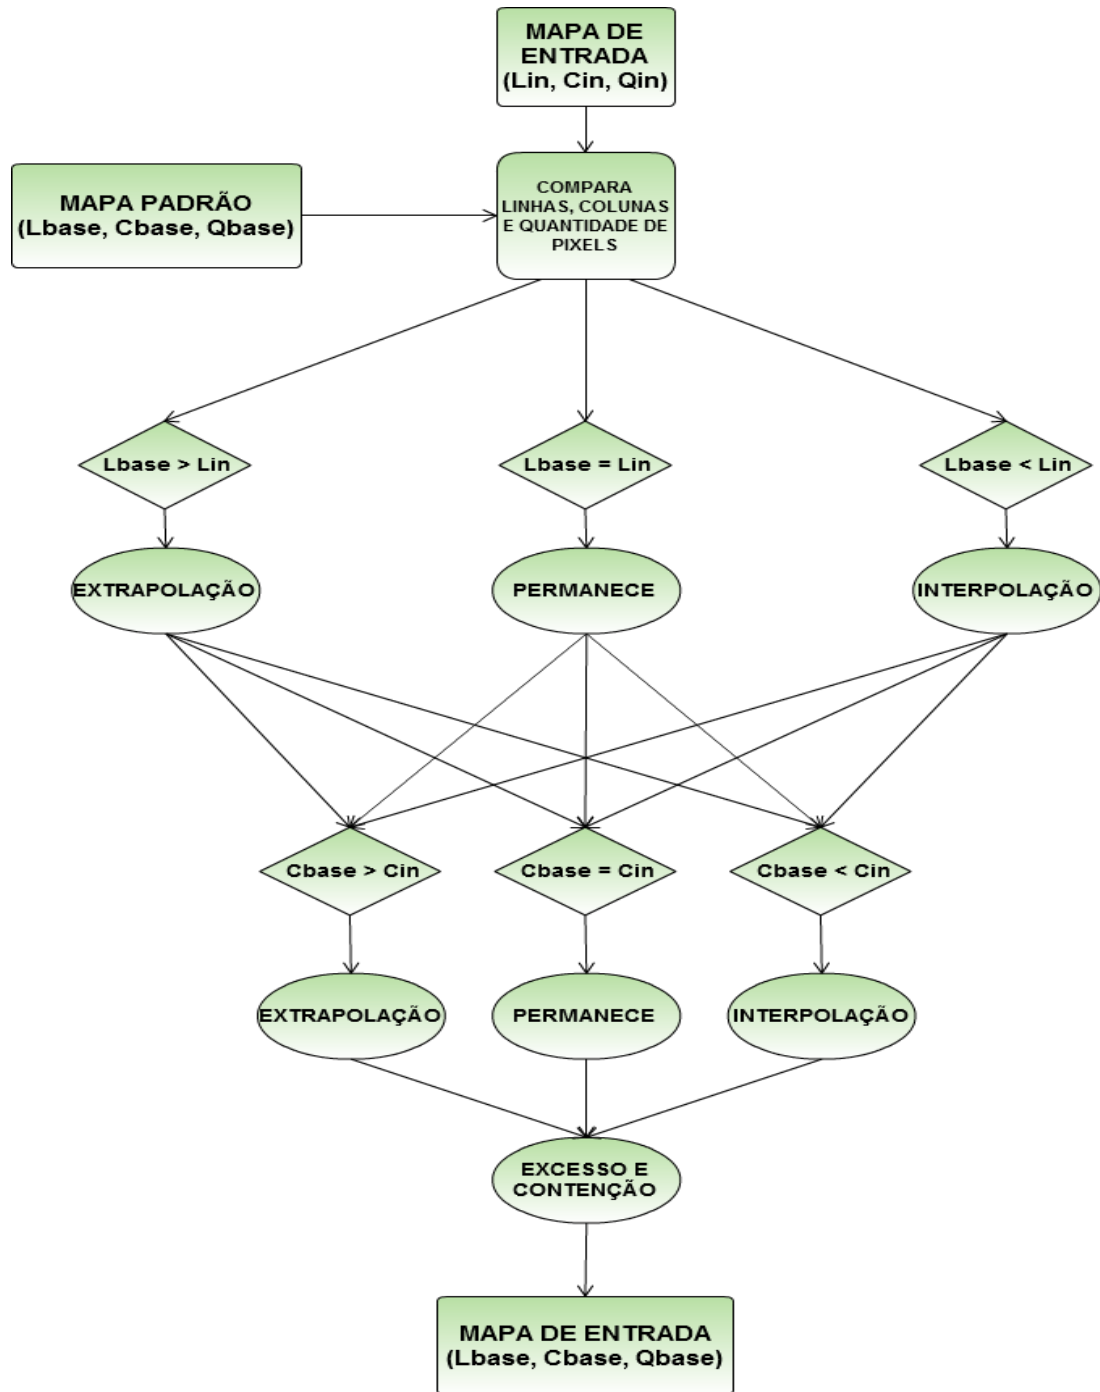 MAPA DE
ENTRADA
(Lin, Cin, Qin)
MAPA PADRÃO
(Lbase, Cbase, Qbase)
COMPARA
LINHAS, COLUNAS
E QUANTIDADE DE
PIXELS
Lbase > Lin
Lbase = Lin
Lbase < Lin
EXTRAPOLAÇÃO
PERMANECE
INTERPOLAÇÃO
Cbase > Cin
Cbase = Cin
Cbase < Cin
EXTRAPOLAÇÃO
PERMANECE
INTERPOLAÇÃO
EXCESSO E
CONTENÇÃO
MAPA DE ENTRADA
(Lbase, Cbase, Qbase)